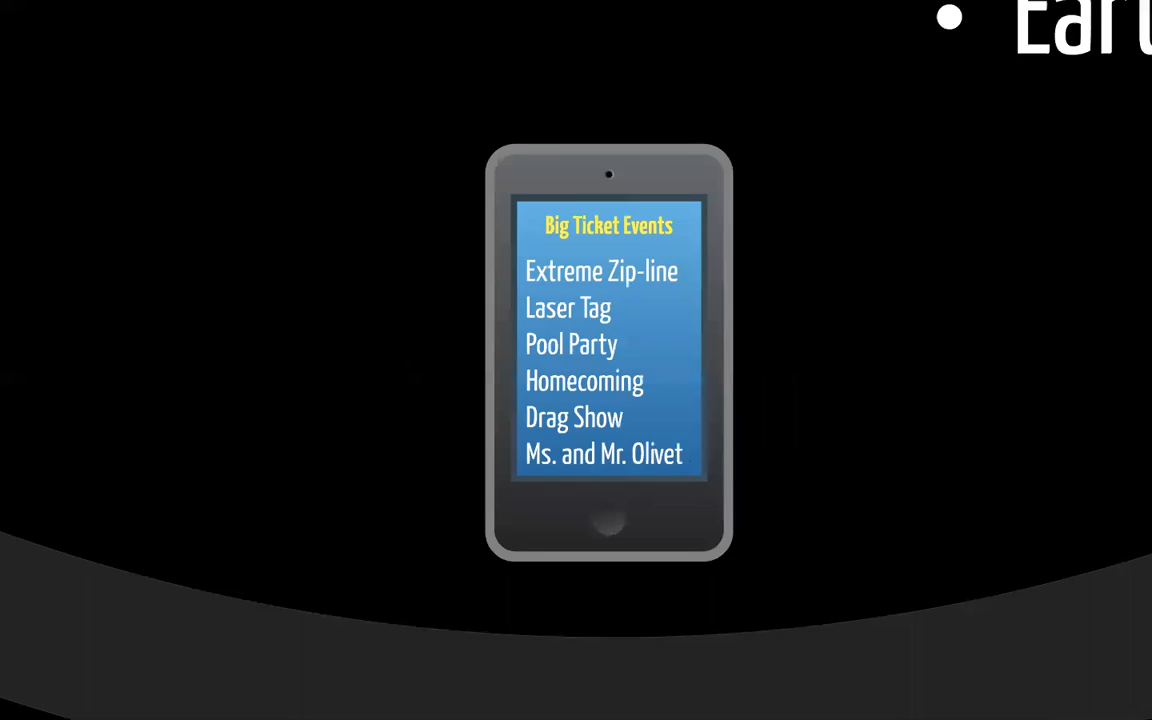 Big Ticket Events
Extreme Zip-line
Laser Tag
Pool Party
Homecoming
Drag Show
Ms. and Mr. Olivet